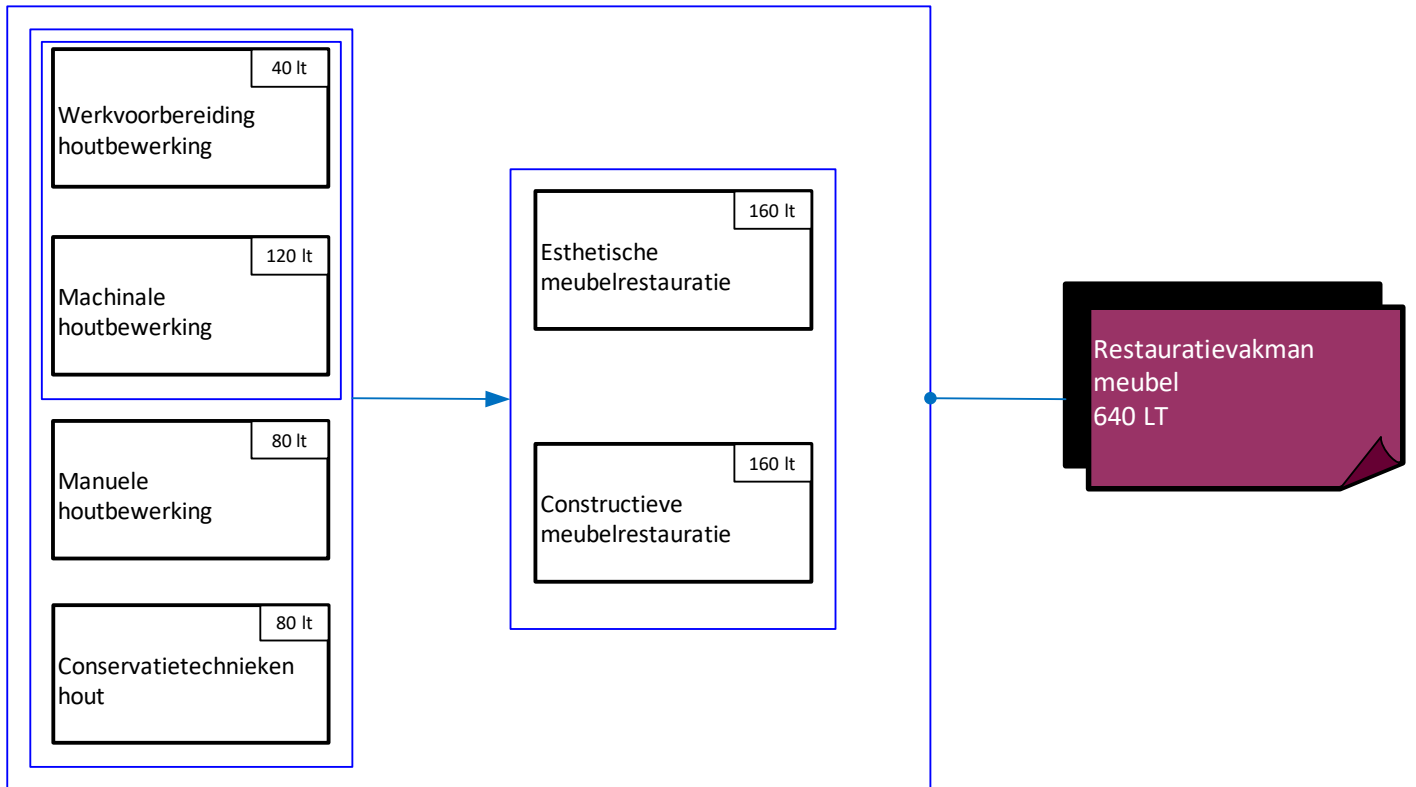 40 lt
Werkvoorbereiding
houtbewerking
120 lt
Machinale
houtbewerking
80 lt
Manuele
houtbewerking
80 lt
Conservatietechnieken
hout
160 lt
Esthetische
meubelrestauratie
160 lt
Constructieve
meubelrestauratie
Restauratievakman
meubel
640 LT